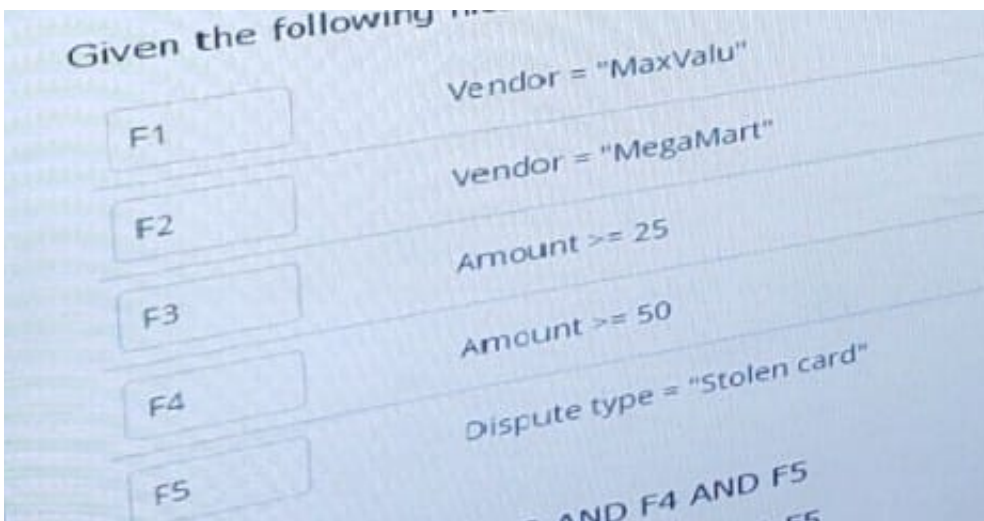 Given the following
F1 Vendor = "MaxValu"
F2 Vendor = "MegaMart"
F3 Amount >= 25
F4 Amount >= 50
F5 Dispute type = "Stolen card"
AND F4 AND F5
F5